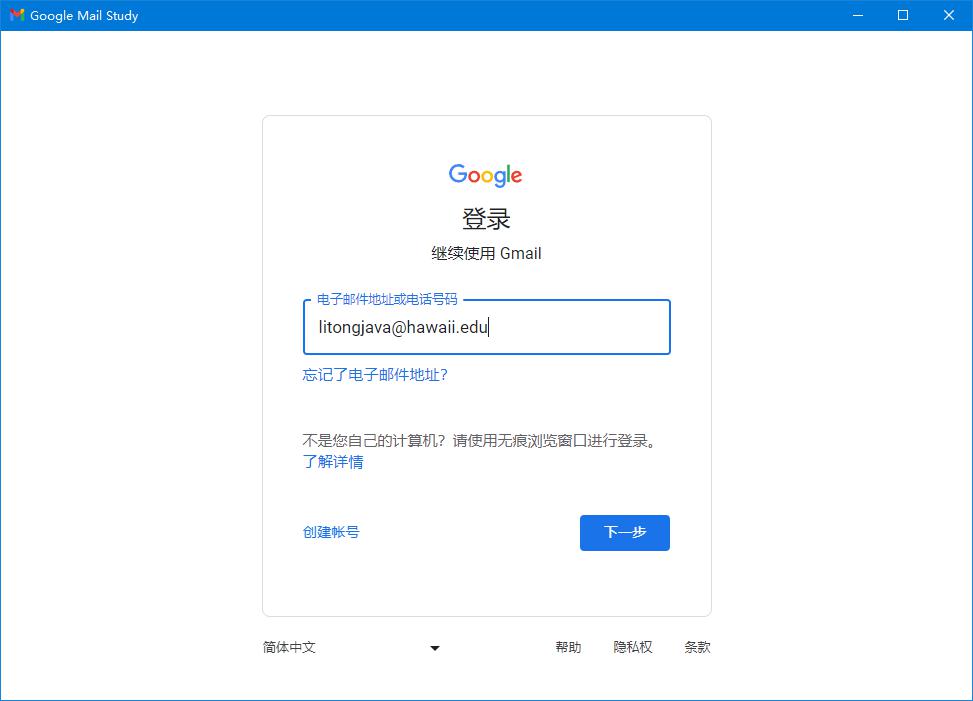 Google Mail Study
Google
登录
继续使用 Gmail
电子邮件地址或电话号码
litongjava@hawaii.edu
忘记了电子邮件地址?
不是您自己的计算机？请使用无痕浏览窗口进行登录。
了解详情
创建帐号
下一步
简体中文
帮助 隐私权 条款